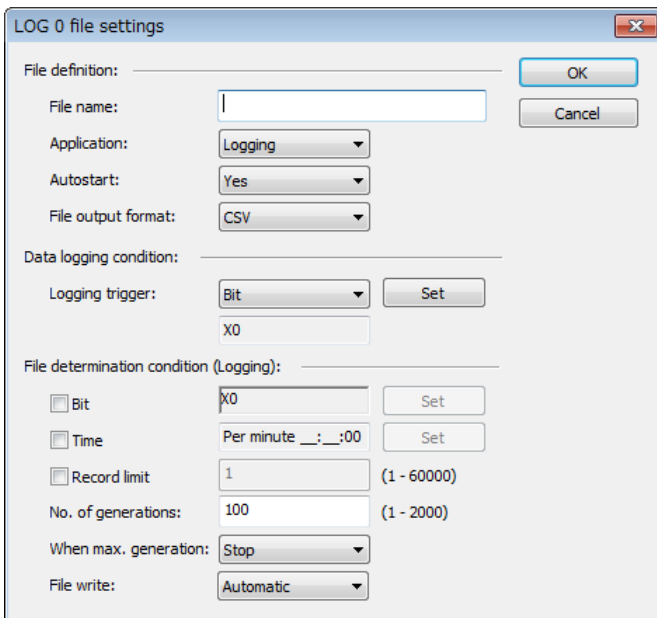 LOG 0 file settings
File definition:
OK
File name:
Cancel
Application: Logging
Autostart: Yes
File output format: CSV
Data logging condition:
Logging trigger: Bit Set
X0
File determination condition (Logging):
Bit X0 Set
Time Per minute __:__:00 Set
Record limit 1 (1 - 60000)
No. of generations: 100 (1 - 2000)
When max. generation: Stop
File write: Automatic